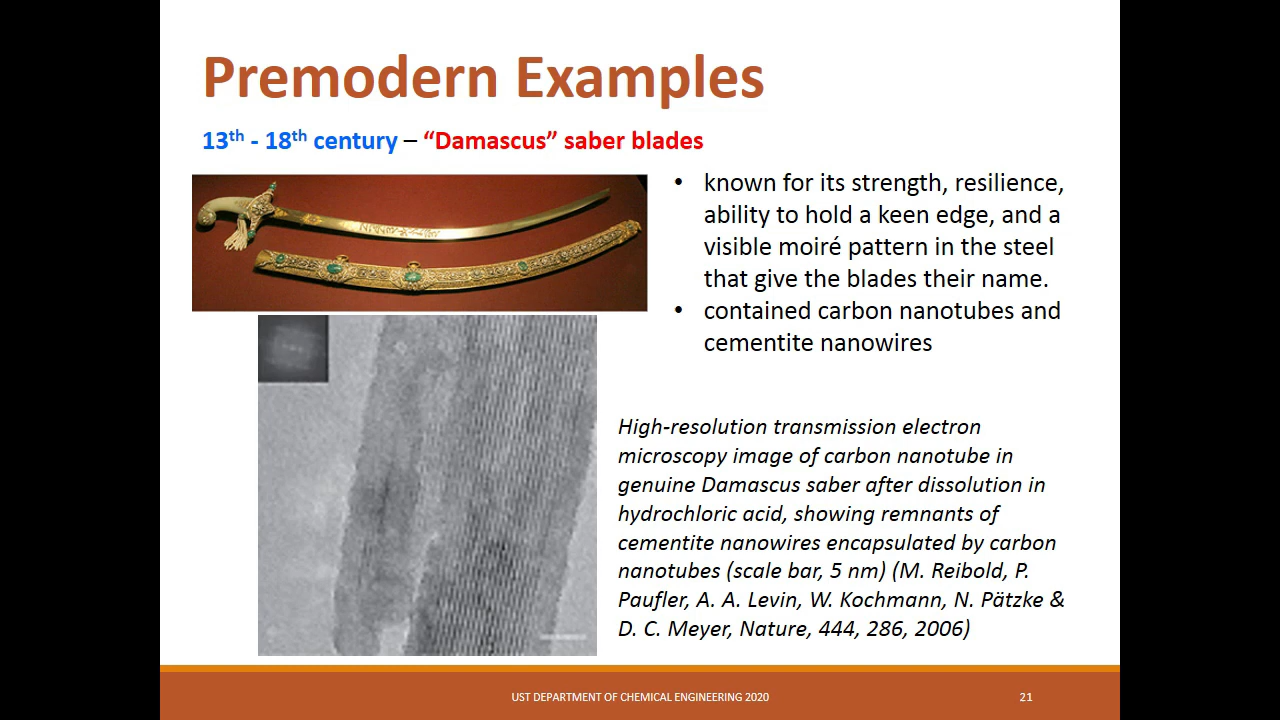 Premodern Examples
13th - 18th century – “Damascus” saber blades
• known for its strength, resilience,
ability to hold a keen edge, and a
visible moiré pattern in the steel
that give the blades their name.
• contained carbon nanotubes and
cementite nanowires
High-resolution transmission electron
microscopy image of carbon nanotube in
genuine Damascus saber after dissolution in
hydrochloric acid, showing remnants of
cementite nanowires encapsulated by carbon
nanotubes (scale bar, 5 nm) (M. Reibold, P.
Paufler, A. A. Levin, W. Kochmann, N. Pätzke &
D. C. Meyer, Nature, 444, 286, 2006)
UST DEPARTMENT OF CHEMICAL ENGINEERING 2020
21